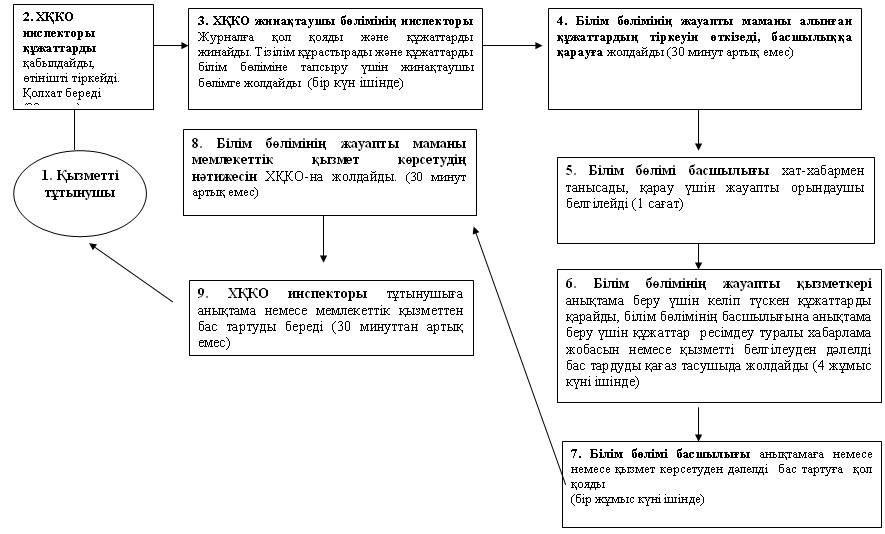 2. ХҚКО
инспекторы
құжаттарды
қабылдайды,
өтінішті тіркейді.
Қолхат береді
3. ХҚКО жинақтаушы бөлімінің инспекторы
Журналға қол қояды және құжаттарды
жинайды. Тізілім құрастырады және құжаттарды
білім бөліміне тапсыру үшін жинақтаушы
бөлімге жолдайды (бір күн ішінде)
4. Білім бөлімінің жауапты маманы алынған
құжаттардың тіркеуін өткізеді, басшылыққа
қарауға жолдайды (30 минут артық емес)
1. Қызметті
тұтынушы
8. Білім бөлімінің жауапты маманы
мемлекеттік қызмет көрсетудің
нәтижесін ХҚКО-на жолдайды. (30 минут
артық емес)
5. Білім бөлімі басшылығы хат-хабармен
танысады, қарау үшін жауапты орындаушы
белгілейді (1 сағат)
9. ХҚКО инспекторы тұтынушыға
анықтама немесе мемлекеттік қызметтен
бас тартуды береді (30 минуттан артық
емес)
6. Білім бөлімінің жауапты қызметкері
анықтама беру үшін келіп түскен құжаттарды
қарайды, білім бөлімінің басшылығына анықтама
беру үшін құжаттар ресімдеу туралы хабарлама
жобасын немесе қызметті белгілеуден дәлелді
бас тардуды қағаз тасушыда жолдайды (4 жұмыс
күні ішінде)
7. Білім бөлімі басшылығы анықтамаға немесе
немесе қызмет көрсетуден дәлелді бас тартуға қол
қояды
(бір жұмыс күні ішінде)